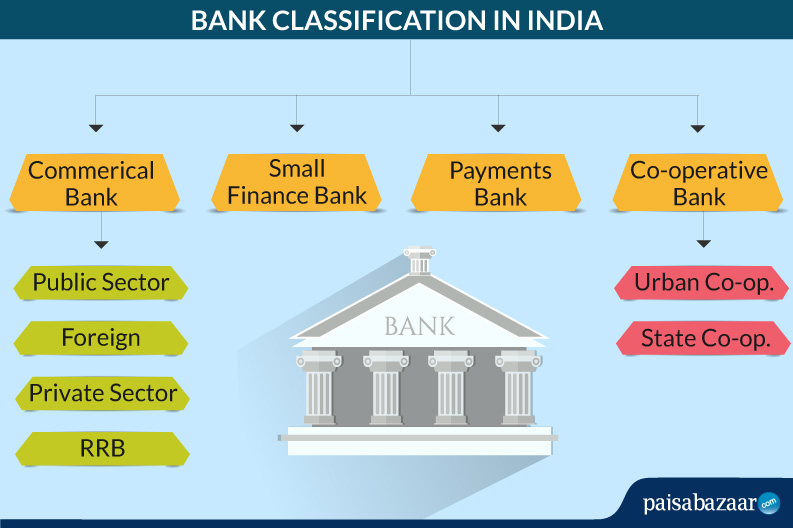 BANK CLASSIFICATION IN INDIA
Commerical
Bank
Small
Finance Bank
Payments
Bank
Co-operative
Bank
Public Sector
Foreign
Private Sector
RRB
Urban Co-op.
State Co-op.
BANK
paisabazaar.com